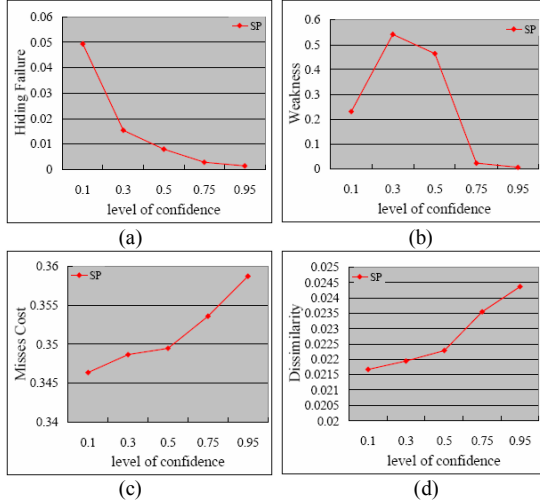 0.06
0.05
0.04
0.03
0.02
0.01
0
Hiding Failure
SP
0.1 0.3 0.5 0.75 0.95
level of confidence
(a)
0.6
0.5
0.4
0.3
0.2
0.1
0
Weakness
SP
0.1 0.3 0.5 0.75 0.95
level of confidence
(b)
0.36
0.355
0.35
0.345
0.34
Misses Cost
SP
0.1 0.3 0.5 0.75 0.95
level of confidence
(c)
0.025
0.0245
0.024
0.0235
0.023
0.0225
0.022
0.0215
0.021
0.0205
0.02
Dissimilarity
SP
0.1 0.3 0.5 0.75 0.95
level of confidence
(d)